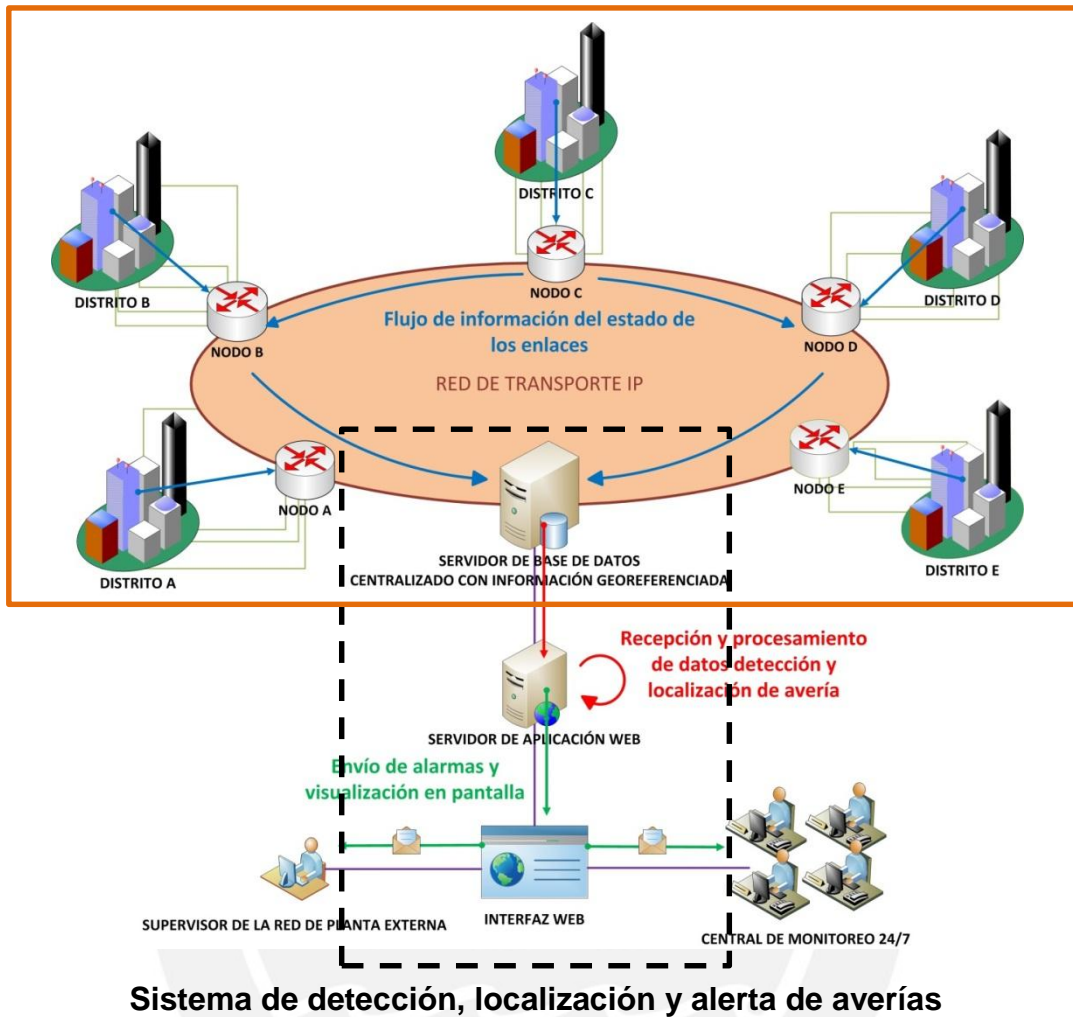 DISTRITO C
DISTRITO B
DISTRITO D
NODO C
NODO B
NODO D
Flujo de información del estado de
los enlaces
RED DE TRANSPORTE IP
DISTRITO A
NODO A
NODO E
DISTRITO E
SERVIDOR DE BASE DE DATOS
CENTRALIZADO CON INFORMACIÓN GEOREFERENCIADA
Recepción y procesamiento
de datos detección y
localización de avería
SERVIDOR DE APLICACIÓN WEB
Envío de alarmas y
visualización en pantalla
SUPERVISOR DE LA RED DE PLANTA EXTERNA
INTERFAZ WEB
CENTRAL DE MONITOREO 24/7
Sistema de detección, localización y alerta de averías